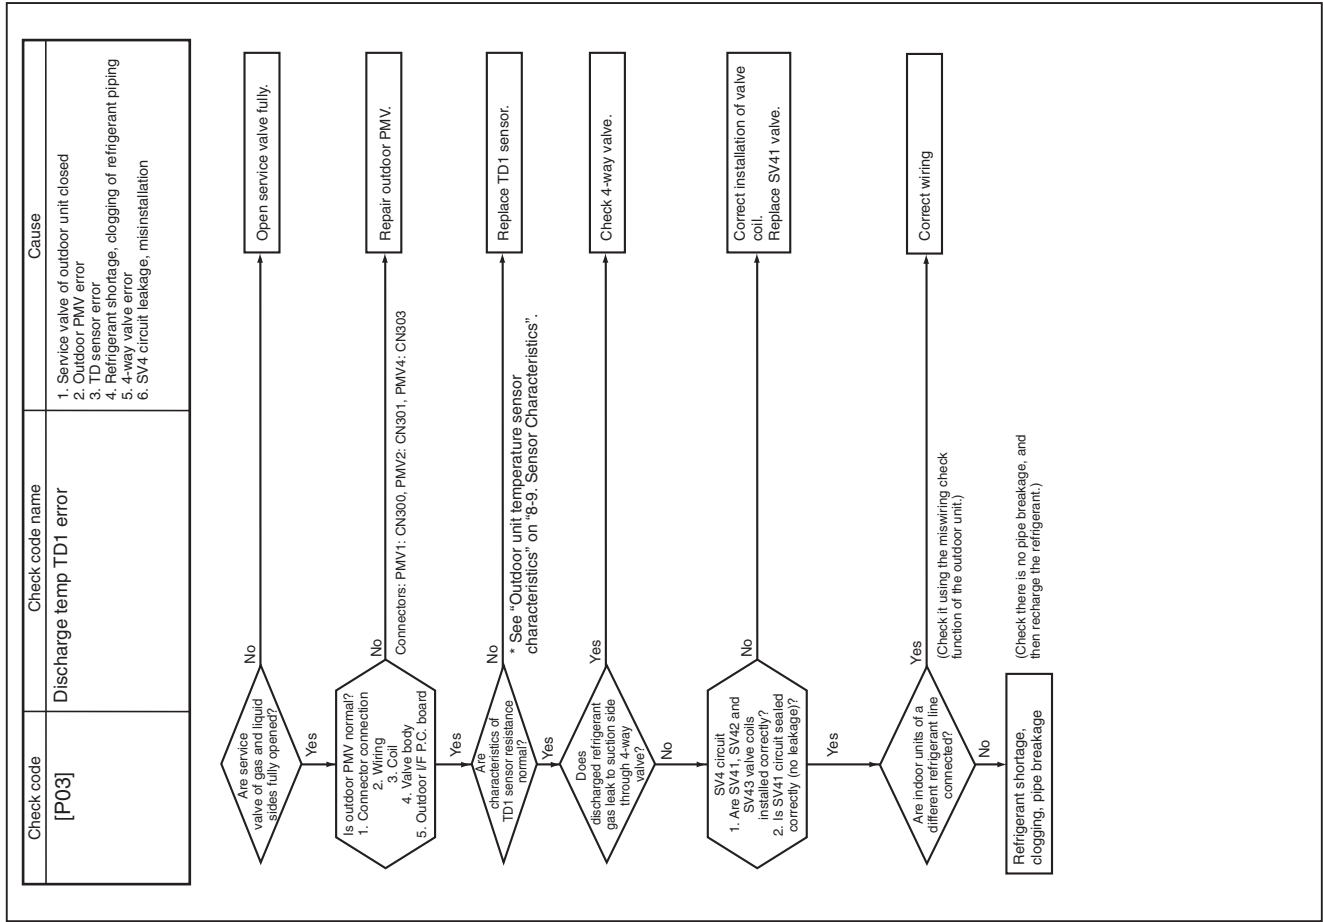 Check code
Check code name
Cause
[P03]
Discharge temp TD1 error
1. Service valve of outdoor unit closed
2. Outdoor PMV error
3. TD sensor error
4. Refrigerant shortage, clogging of refrigerant piping
5. 4-way valve error
6. SV4 circuit leakage, misinstallation
Are service
valve of gas and liquid
sides fully opened?
No
Open service valve fully.
Yes
Is outdoor PMV normal?
1. Connector connection
2. Wiring
3. Coil
4. Valve body
5. Outdoor I/F P.C. board
No
Repair outdoor PMV.
Connectors: PMV1: CN300, PMV2: CN301, PMV4: CN303
Yes
Are
characteristics of
TD1 sensor resistance
normal?
No
Replace TD1 sensor.
* See “Outdoor unit temperature sensor
characteristics” on “8-9. Sensor Characteristics”.
Yes
Does
discharged refrigerant
gas leak to suction side
through 4-way
valve?
Yes
Check 4-way valve.
No
SV4 circuit
1. Are SV41, SV42 and
SV43 valve coils
installed correctly?
2. Is SV41 circuit sealed
correctly (no leakage)?
No
Correct installation of valve
coil.
Replace SV41 valve.
Yes
Are indoor units of a
different refrigerant line
connected?
Yes
Correct wiring
(Check it using the miswiring check
function of the outdoor unit.)
No
Refrigerant shortage,
clogging, pipe breakage
(Check there is no pipe breakage, and
then recharge the refrigerant.)